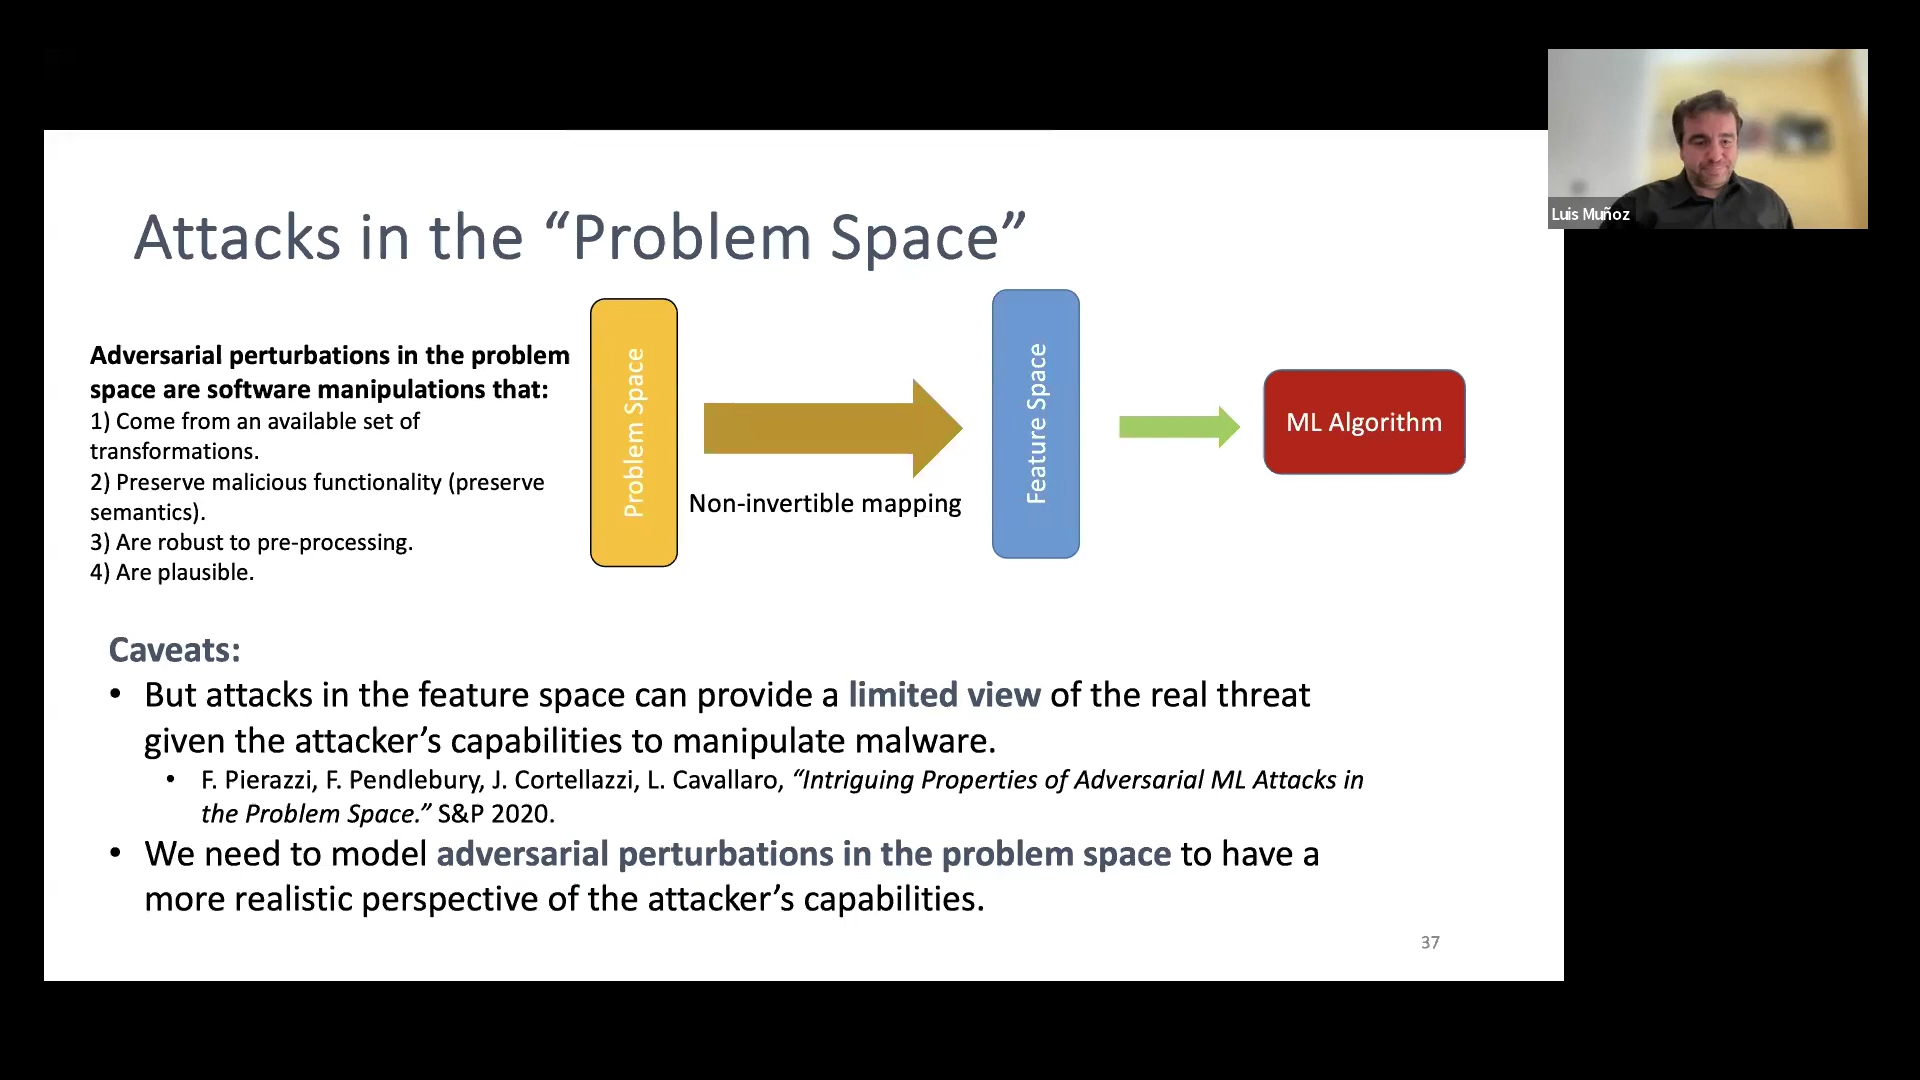 Luis Muñoz
Attacks in the “Problem Space”
Adversarial perturbations in the problem
space are software manipulations that:
1) Come from an available set of
transformations.
2) Preserve malicious functionality (preserve
semantics).
3) Are robust to pre-processing.
4) Are plausible.
Problem Space
Non-invertible mapping
Feature Space
ML Algorithm
Caveats:
• But attacks in the feature space can provide a limited view of the real threat
given the attacker’s capabilities to manipulate malware.
• F. Pierazzi, F. Pendlebury, J. Cortellazzi, L. Cavallaro, “Intriguing Properties of Adversarial ML Attacks in
the Problem Space.” S&P 2020.
• We need to model adversarial perturbations in the problem space to have a
more realistic perspective of the attacker’s capabilities.
37